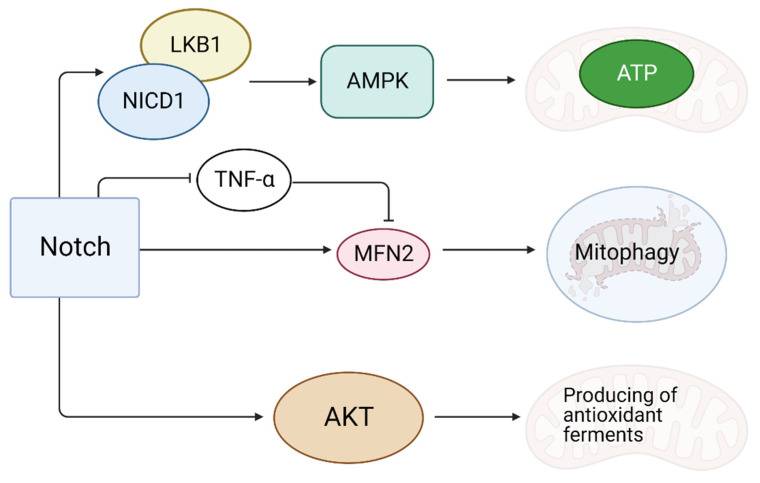 LKB1
NICD1
AMPK
ATP
TNF-α
Notch
MFN2
Mitophagy
AKT
Producing of
antioxidant
ferments